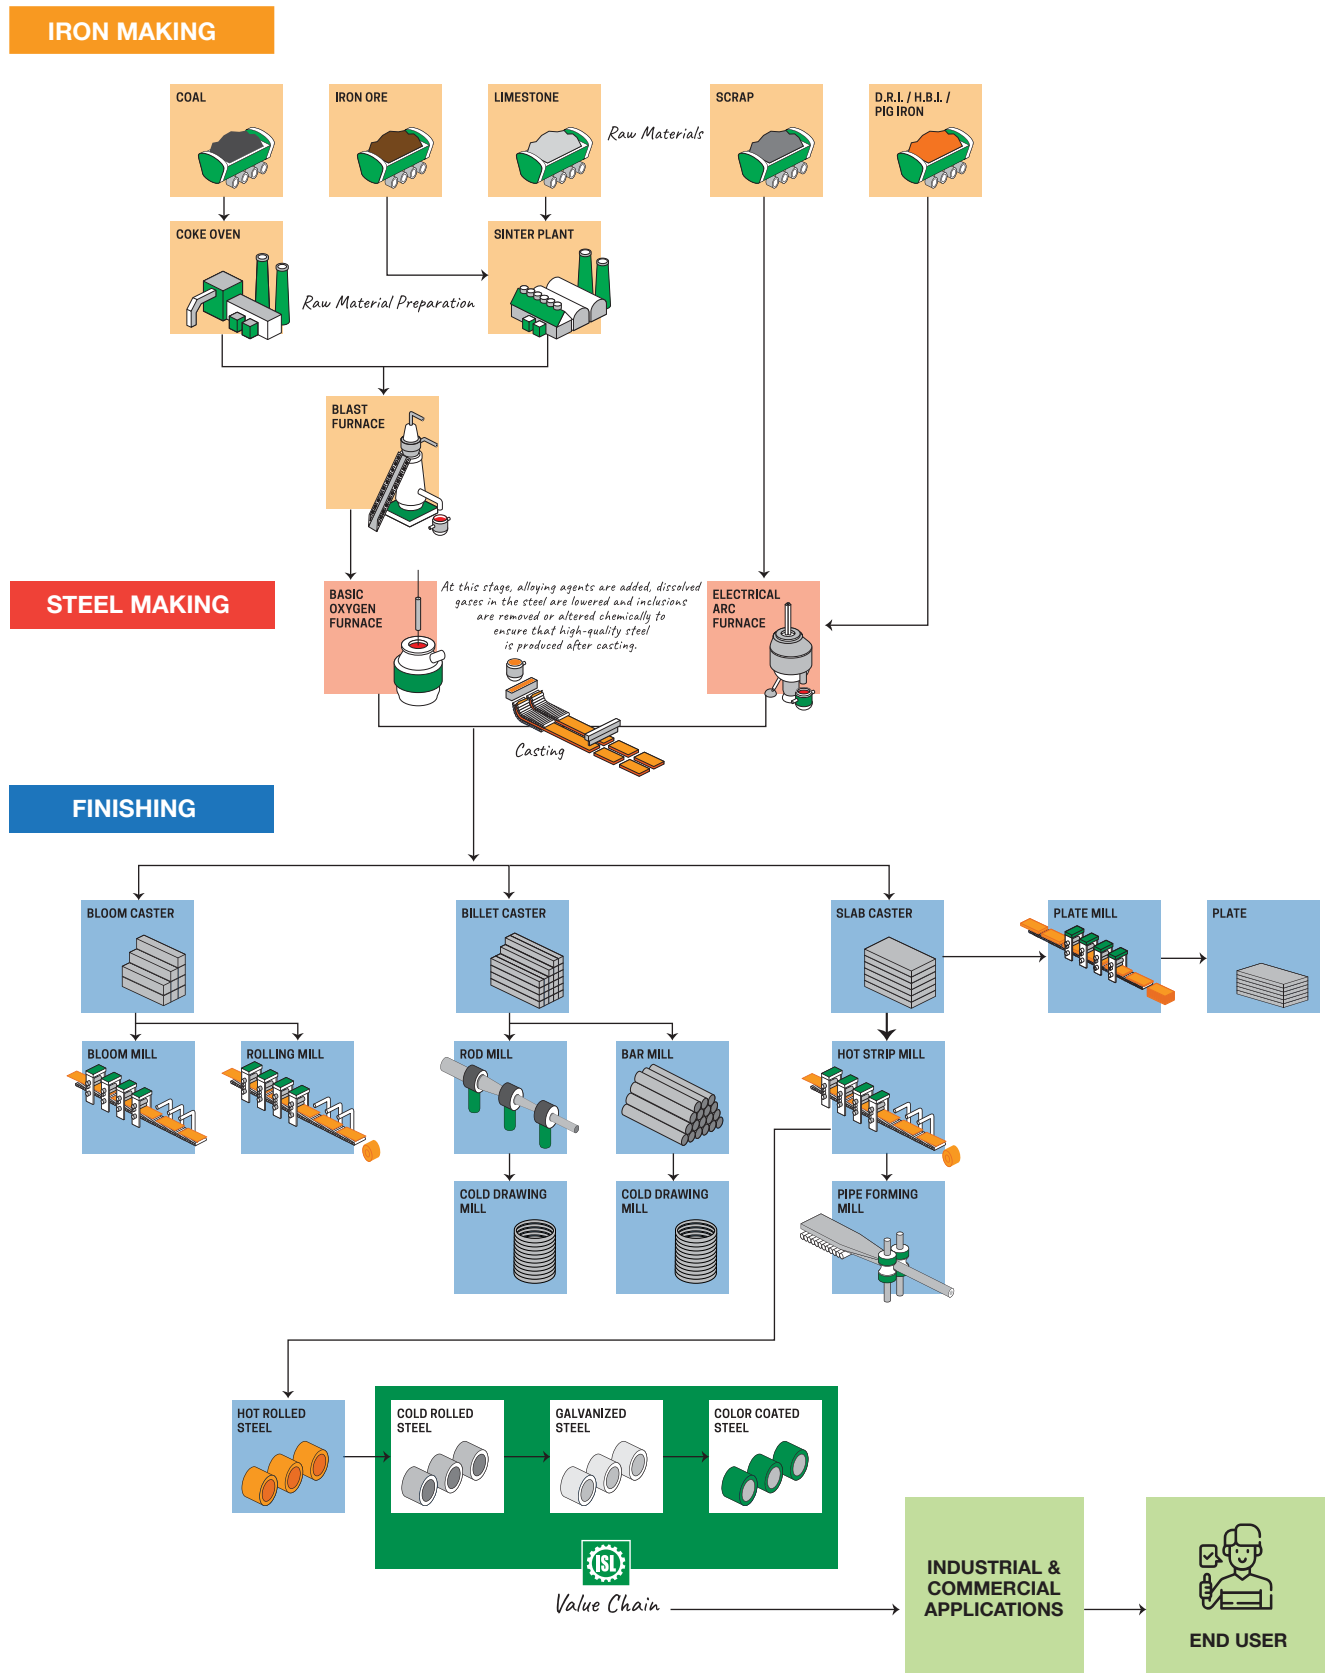 IRON MAKING
COAL
IRON ORE
LIMESTONE
Raw Materials
SCRAP
D.R.I. / H.B.I. /
PIG IRON
COKE OVEN
Raw Material Preparation
SINTER PLANT
BLAST
FURNACE
STEEL MAKING
BASIC
OXYGEN
FURNACE
At this stage, alloying agents are added, dissolved
gases in the steel are lowered and inclusions
are removed or altered chemically to
ensure that high-quality steel
is produced after casting.
ELECTRICAL
ARC
FURNACE
Casting
FINISHING
BLOOM CASTER
BILLET CASTER
SLAB CASTER
PLATE MILL
PLATE
BLOOM MILL
ROLLING MILL
ROD MILL
BAR MILL
HOT STRIP MILL
COLD DRAWING
MILL
COLD DRAWING
MILL
PIPE FORMING
MILL
HOT ROLLED
STEEL
COLD ROLLED
STEEL
GALVANIZED
STEEL
COLOR COATED
STEEL
ISL
Value Chain
INDUSTRIAL &
COMMERCIAL
APPLICATIONS
END USER